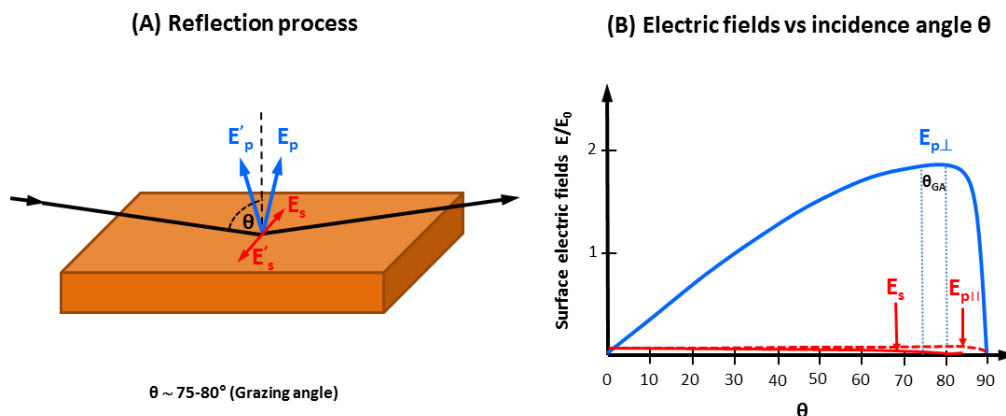 (A) Reflection process
E'p
Ep
Es
θ
E's
θ ~ 75-80° (Grazing angle)
(B) Electric fields vs incidence angle θ
Surface electric fields E/E0
2
1
Ep⊥
θGA
Es
Ep||
0 10 20 30 40 50 60 70 80 90
θ